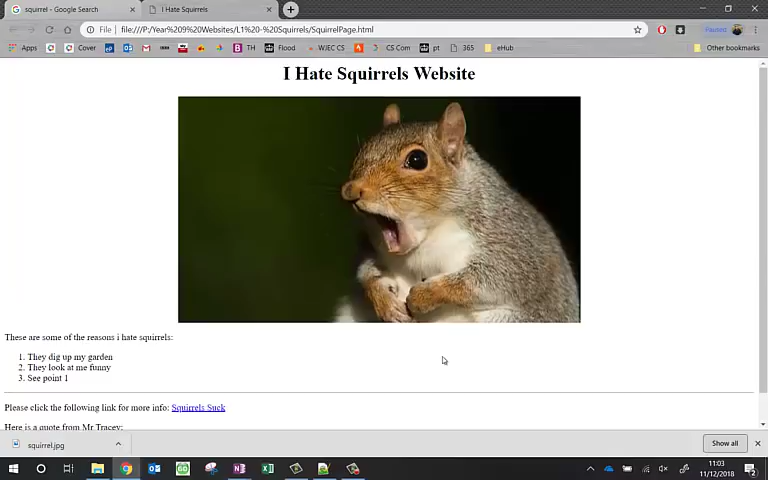 squirrel - Google Search
I Hate Squirrels
File | file:///P:/Year%209%20Websites/L1%20-%20Squirrels/SquirrelPage.html
Paused
Apps Cover TH Flood WJEC CS CS Com pt 365 eHub Other bookmarks
I Hate Squirrels Website
These are some of the reasons i hate squirrels:
1. They dig up my garden
2. They look at me funny
3. See point 1
Please click the following link for more info: Squirrels Suck
Here is a quote from Mr Tracey:
squirrel.jpg
Show all
11:03
11/12/2018